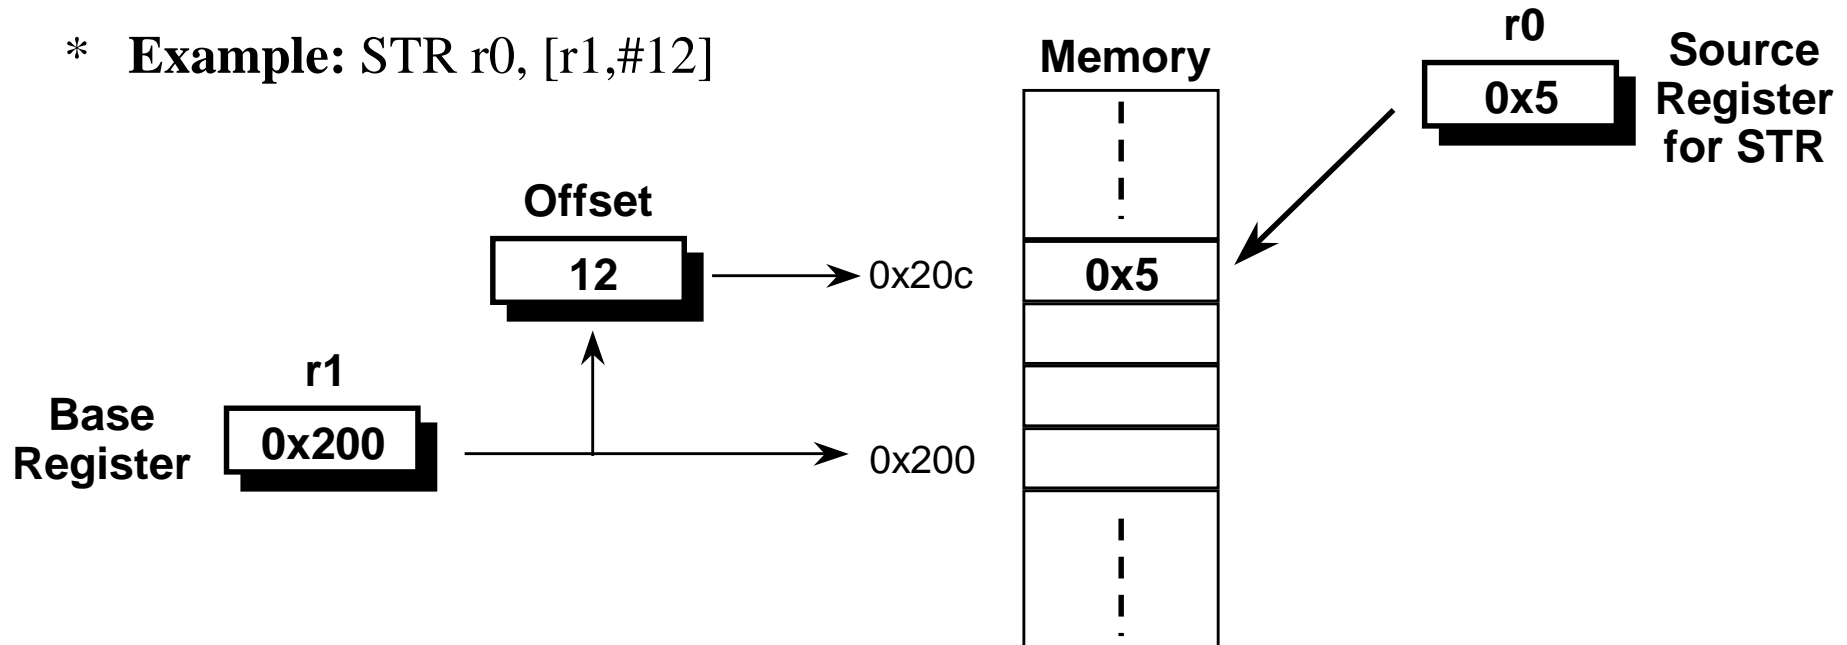 * Example: STR r0, [r1,#12]
Memory
r0
0x5
Source
Register
for STR
Offset
12
0x20c
0x5
r1
Base
Register
0x200
0x200